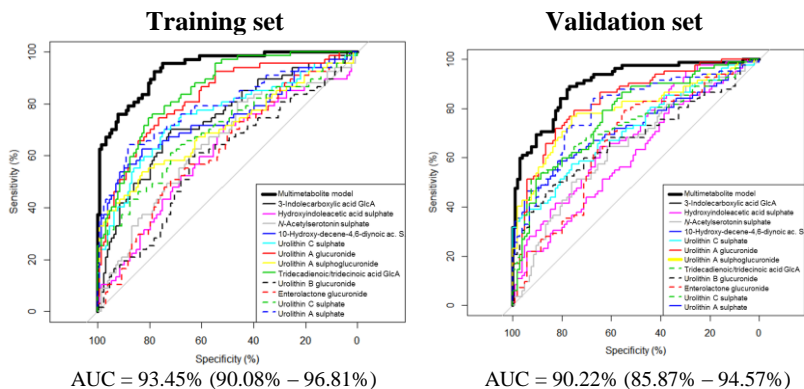 Training set
Validation set
Sensitivity (%)
100
80
60
40
20
0
Multimetabolite model
3-Indolecarboxylic acid GlcA
Hydroxyindoleacetic acid sulphate
N-Acetylserotonin sulphate
10-Hydroxy-decene-4,6-diynoic ac. S
Urolithin C sulphate
Urolithin A glucuronide
Urolithin A sulphoglucuronide
Tridecadienoic/tridecinoic acid GlcA
Urolithin B glucuronide
Enterolactone glucuronide
Urolithin C sulphate
Urolithin A sulphate
100 80 60 40 20 0
Specificity (%)
AUC = 93.45% (90.08% – 96.81%)
Sensitivity (%)
100
80
60
40
20
0
Multimetabolite model
3-Indolecarboxylic acid GlcA
Hydroxyindoleacetic acid sulphate
N-Acetylserotonin sulphate
10-Hydroxy-decene-4,6-diynoic ac. S
Urolithin C sulphate
Urolithin A glucuronide
Urolithin A sulphoglucuronide
Tridecadienoic/tridecinoic acid GlcA
Urolithin B glucuronide
Enterolactone glucuronide
Urolithin C sulphate
Urolithin A sulphate
100 80 60 40 20 0
Specificity (%)
AUC = 90.22% (85.87% – 94.57%)